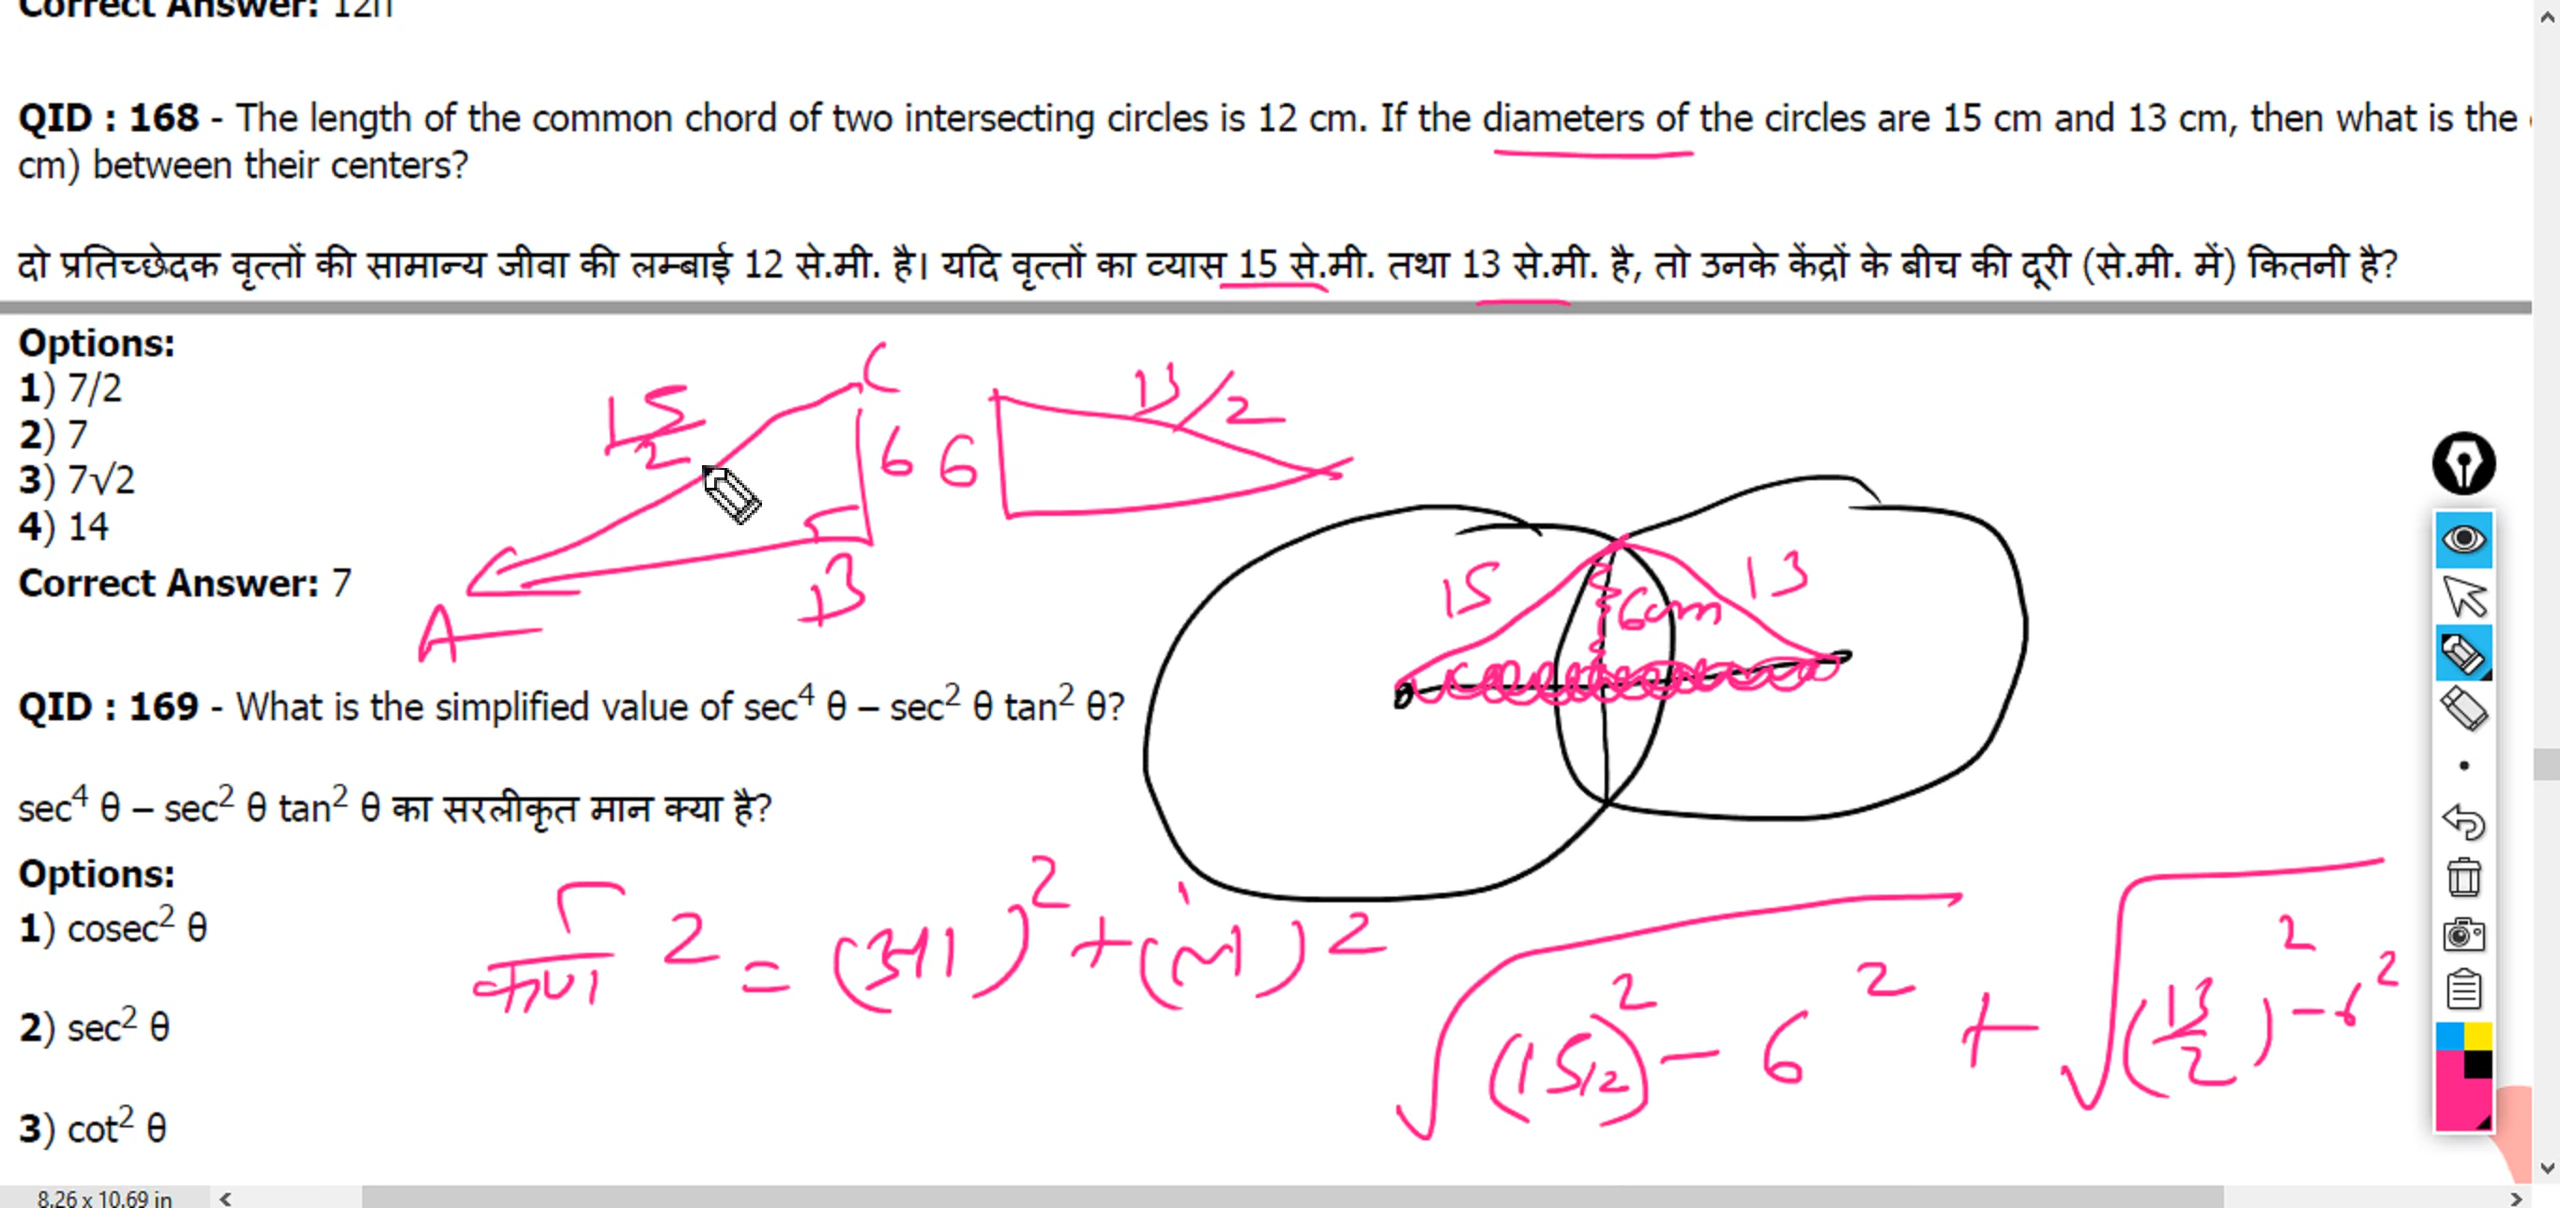 Correct Answer: 12π
QID : 168 - The length of the common chord of two intersecting circles is 12 cm. If the diameters of the circles are 15 cm and 13 cm, then what is the
cm) between their centers?
दो प्रतिच्छेदक वृत्तों की सामान्य जीवा की लम्बाई 12 से.मी. है। यदि वृत्तों का व्यास 15 से.मी. तथा 13 से.मी. है, तो उनके केंद्रों के बीच की दूरी (से.मी. में) कितनी है?
Options:
1) 7/2
2) 7
3) 7√2
4) 14
Correct Answer: 7
15/2
C
6
A
B
6
13/2
15
13
6cm
QID : 169 - What is the simplified value of sec⁴ θ – sec² θ tan² θ?
sec⁴ θ – sec² θ tan² θ का सरलीकृत मान क्या है?
Options:
1) cosec² θ
2) sec² θ
3) cot² θ
√(15/2)² – 6² + √(13/2)² – 6²
8.26 x 10.69 in